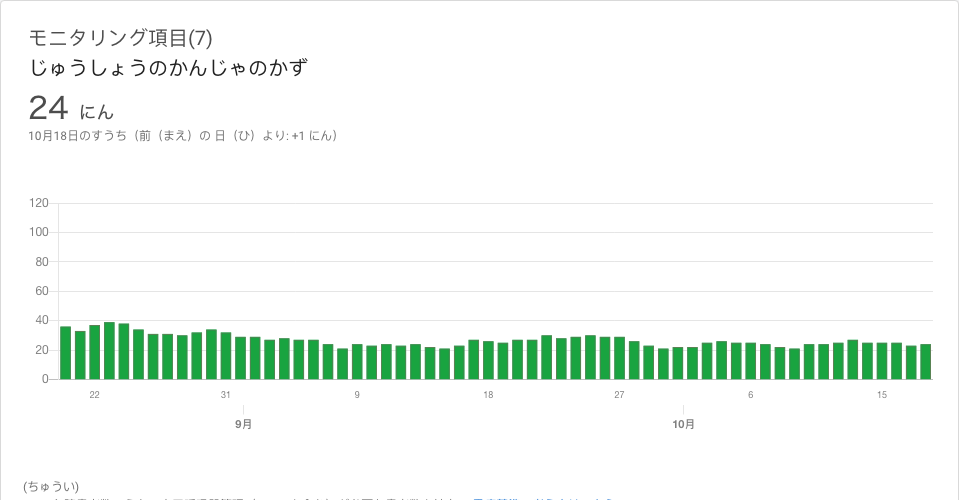 モニタリング項目(7)
じゅうしょうのかんじゃのかず
24 にん
10月18日のすうち（前（まえ）の 日（ひ）より: +1 にん）
120
100
80
60
40
20
0
22 31 9 18 27 6 15
9月 10月
(ちゅうい)